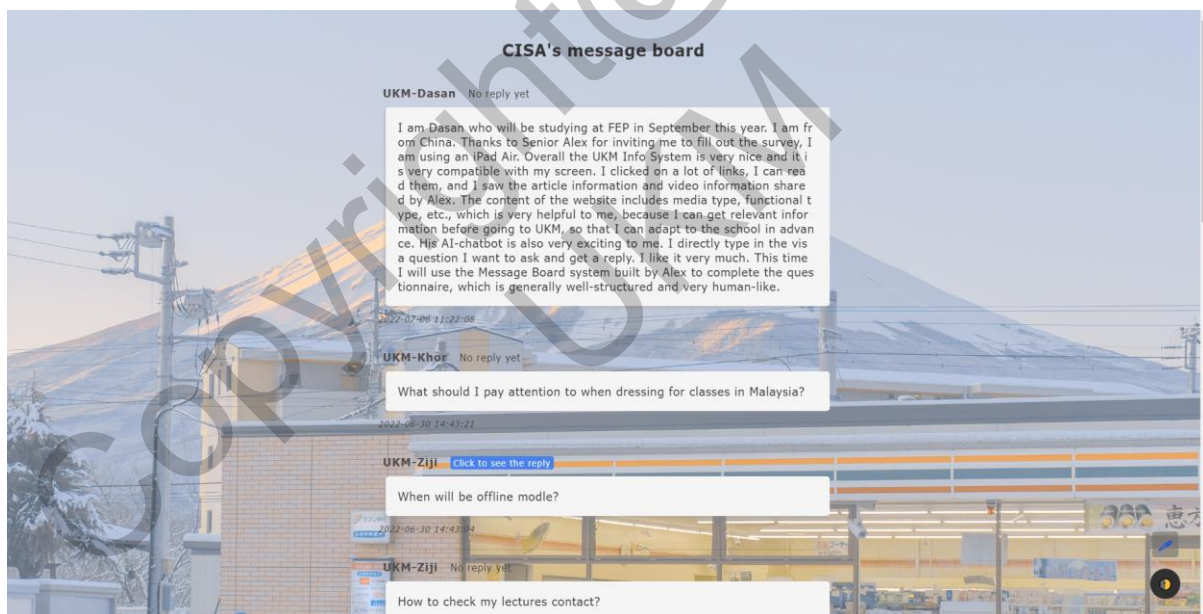 CISA's message board
UKM-Dasan No reply yet
I am Dasan who will be studying at FEP in September this year. I am fr
om China. Thanks to Senior Alex for inviting me to fill out the survey, I
am using an iPad Air. Overall the UKM Info System is very nice and it i
s very compatible with my screen. I clicked on a lot of links, I can rea
d them, and I saw the article information and video information share
d by Alex. The content of the website includes media type, functional t
ype, etc., which is very helpful to me, because I can get relevant infor
mation before going to UKM, so that I can adapt to the school in advan
ce. His AI-chatbot is also very exciting to me. I directly type in the vis
a question I want to ask and get a reply. I like it very much. This time
I will use the Message Board system built by Alex to complete the ques
tionnaire, which is generally well-structured and very human-like.
2022-07-06 11:22:08
UKM-Khor No reply yet
What should I pay attention to when dressing for classes in Malaysia?
2022-06-30 14:43:21
UKM-Ziji Click to see the reply
When will be offline modle?
2022-06-30 14:43:04
UKM-Ziji No reply yet
How to check my lectures contact?
Copyright@
UKM